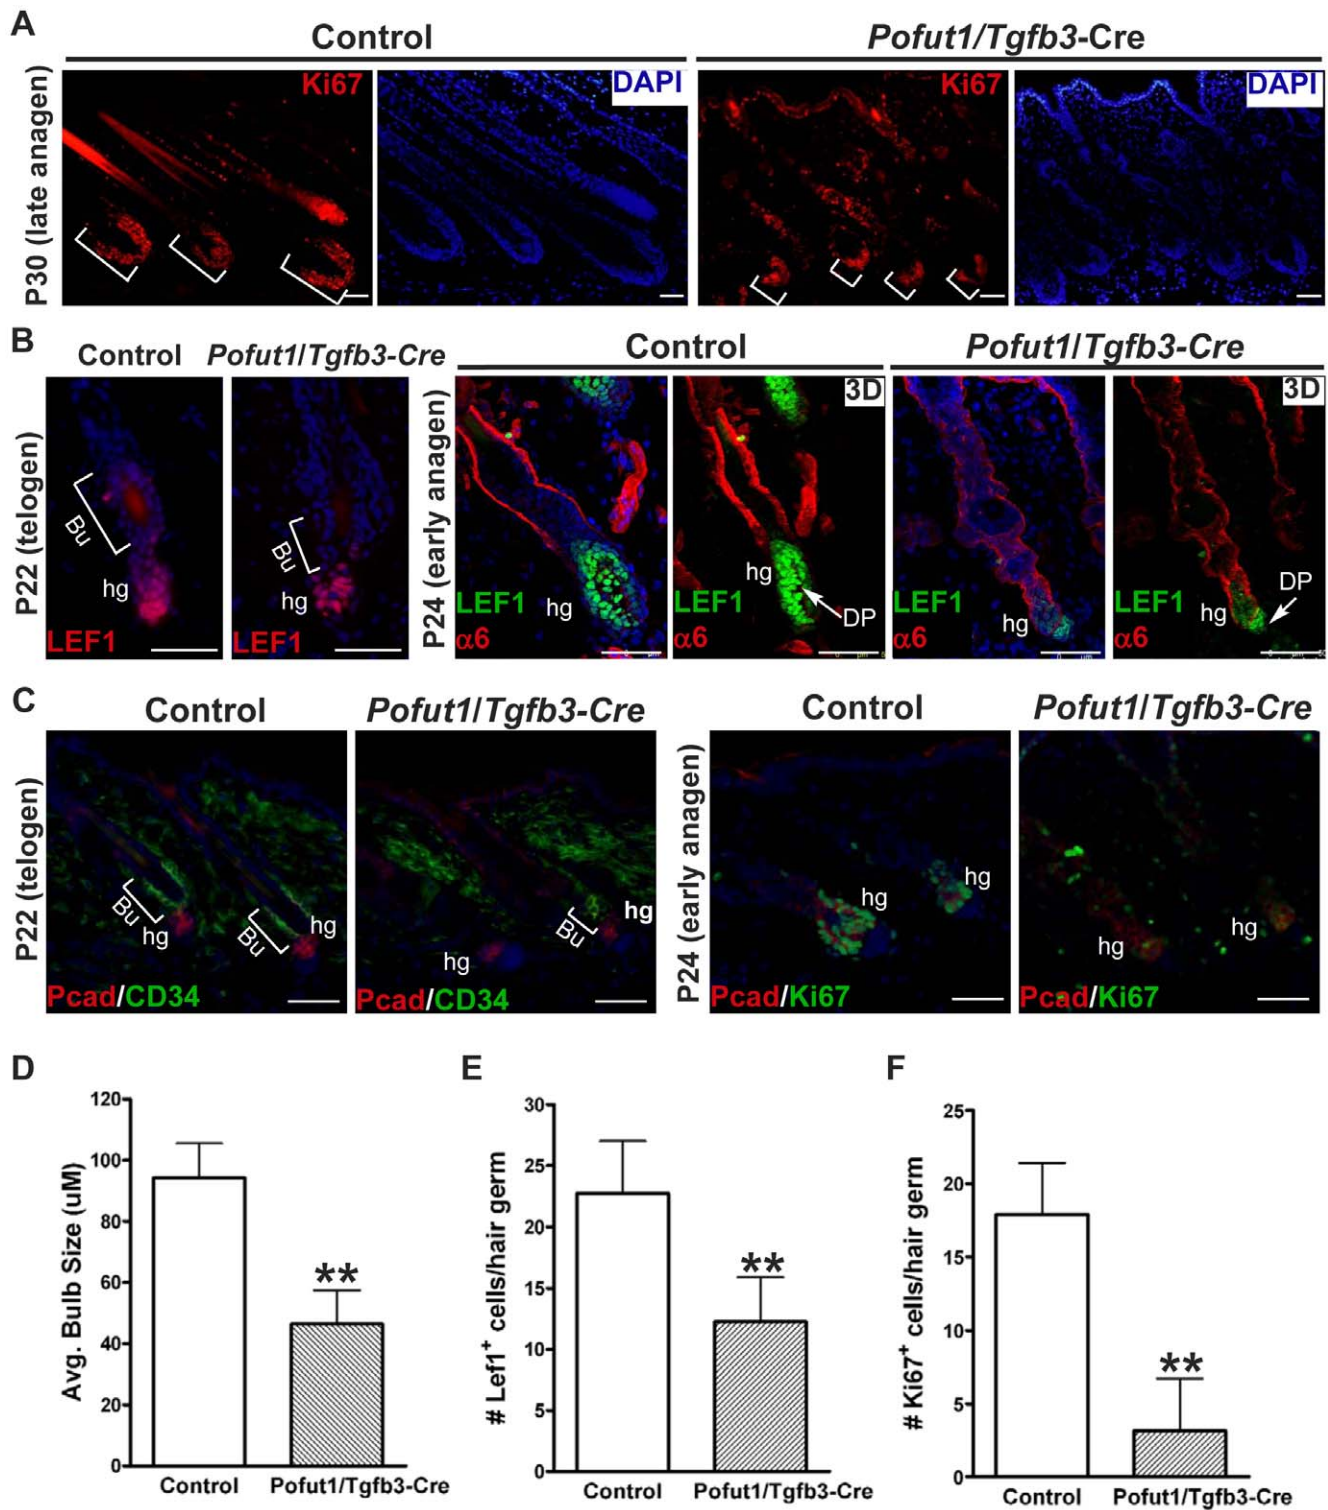 A
Control
Pofut1/Tgfb3-Cre
P30 (late anagen)
Ki67
DAPI
Ki67
DAPI
B
Control
Pofut1/Tgfb3-Cre
Control
Pofut1/Tgfb3-Cre
P22 (telogen)
Bu
hg
LEF1
Bu
hg
LEF1
P24 (early anagen)
hg
LEF1
α6
3D
hg
DP
LEF1
α6
hg
LEF1
α6
3D
DP
hg
LEF1
α6
C
Control
Pofut1/Tgfb3-Cre
Control
Pofut1/Tgfb3-Cre
P22 (telogen)
Bu
hg
Bu
hg
Pcad/CD34
hg
Bu
hg
Pcad/CD34
P24 (early anagen)
hg
hg
Pcad/Ki67
hg
hg
Pcad/Ki67
D
Avg. Bulb Size (uM)
120
100
80
60
40
20
0
**
Control
Pofut1/Tgfb3-Cre
E
# Lef1+ cells/hair germ
30
25
20
15
10
5
0
**
Control
Pofut1/Tgfb3-Cre
F
# Ki67+ cells/hair germ
25
20
15
10
5
0
**
Control
Pofut1/Tgfb3-Cre